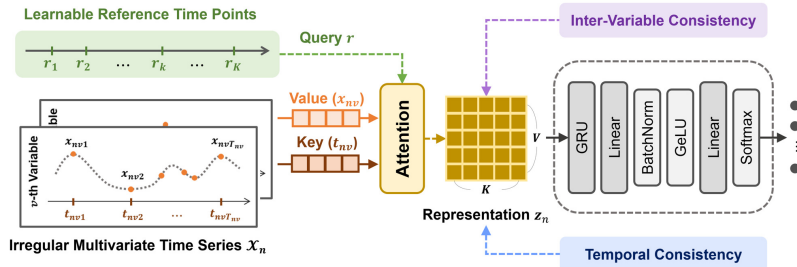 Learnable Reference Time Points
r1 r2 ... rk ... rK
Query r
Inter-Variable Consistency
ble
v-th Variable
xnv1
xnv2
xnvTnv
tnv1 tnv2 ... tnvTnv
Irregular Multivariate Time Series Xn
Value (xnv)
Key (tnv)
Attention
V
K
Representation zn
GRU
Linear
BatchNorm
GeLU
Linear
Softmax
...
Temporal Consistency